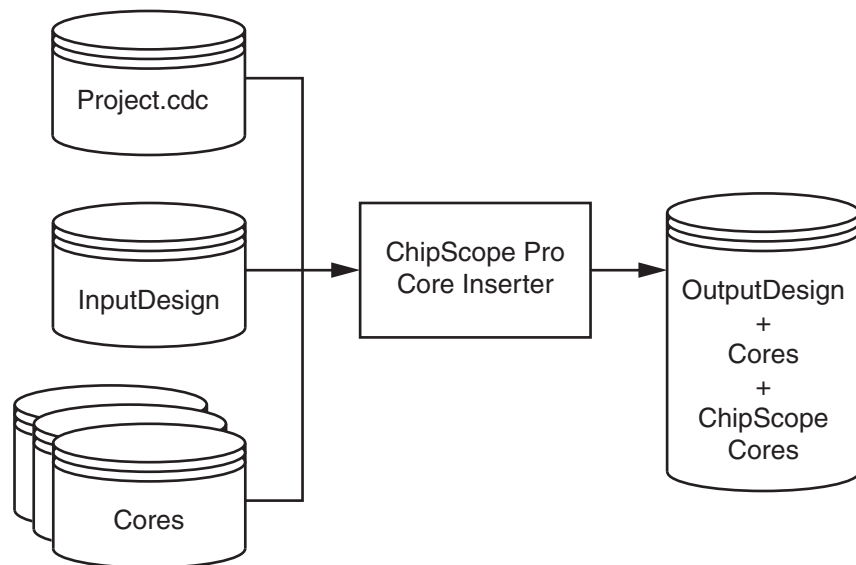 Project.cdc
InputDesign
Cores
ChipScope Pro
Core Inserter
OutputDesign
+
Cores
+
ChipScope
Cores